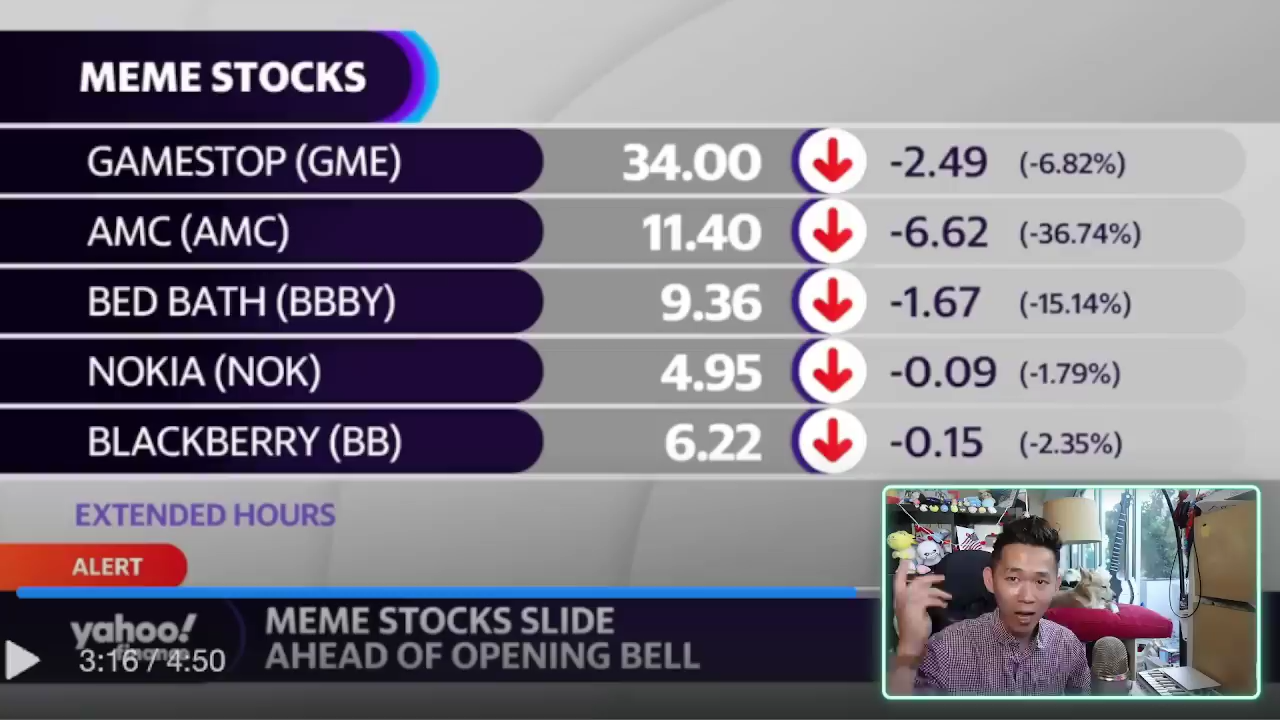 MEME STOCKS
GAMESTOP (GME) 34.00 -2.49 (-6.82%)
AMC (AMC) 11.40 -6.62 (-36.74%)
BED BATH (BBBY) 9.36 -1.67 (-15.14%)
NOKIA (NOK) 4.95 -0.09 (-1.79%)
BLACKBERRY (BB) 6.22 -0.15 (-2.35%)
EXTENDED HOURS
ALERT
yahoo!
finance
3:16 / 4:50
MEME STOCKS SLIDE
AHEAD OF OPENING BELL